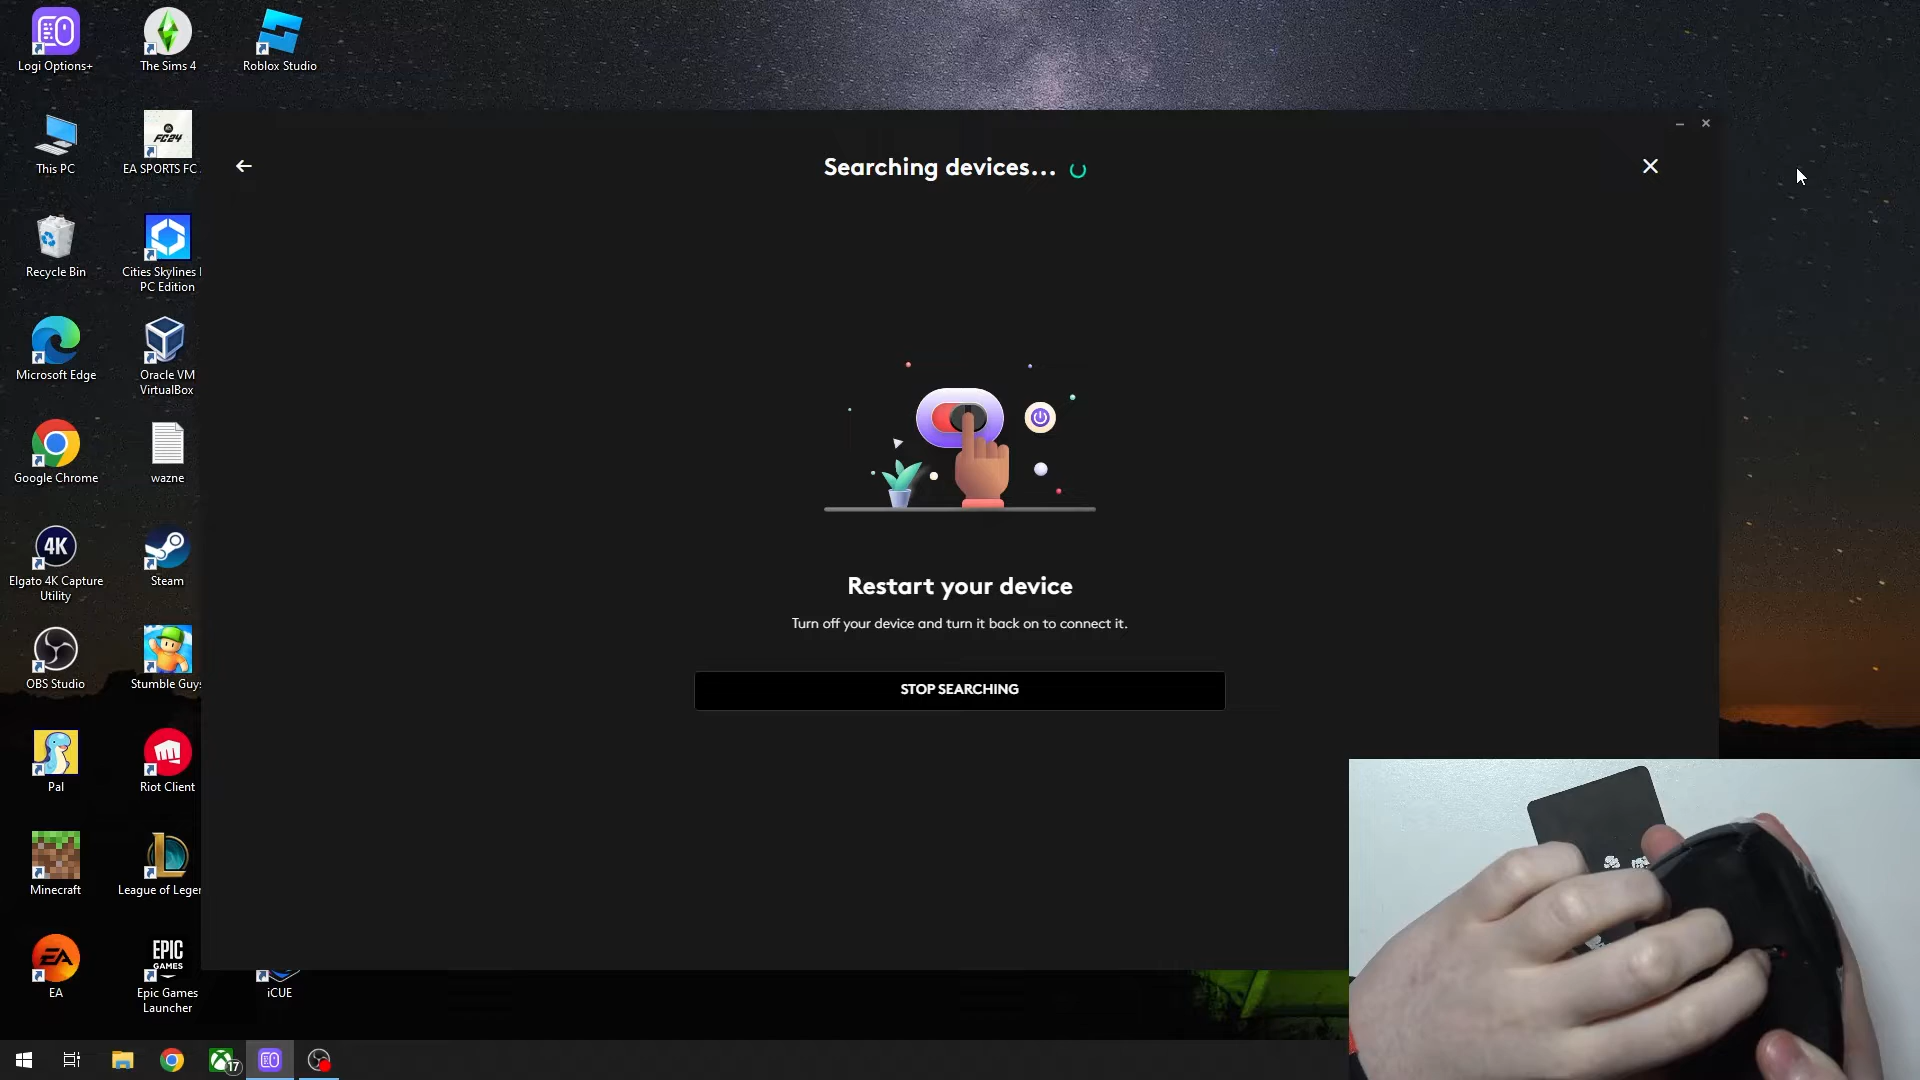 Logi Options+
The Sims 4
Roblox Studio
This PC
FC24
EA SPORTS FC
Recycle Bin
Cities Skylines
PC Edition
Microsoft Edge
Oracle VM
VirtualBox
Google Chrome
wazne
4K
Elgato 4K Capture
Utility
Steam
OBS Studio
Stumble Guys
Pal
Riot Client
Minecraft
League of Leger
EA
EA
EPIC
GAMES
Epic Games
Launcher
iCUE
Searching devices...
Restart your device
Turn off your device and turn it back on to connect it.
STOP SEARCHING
17